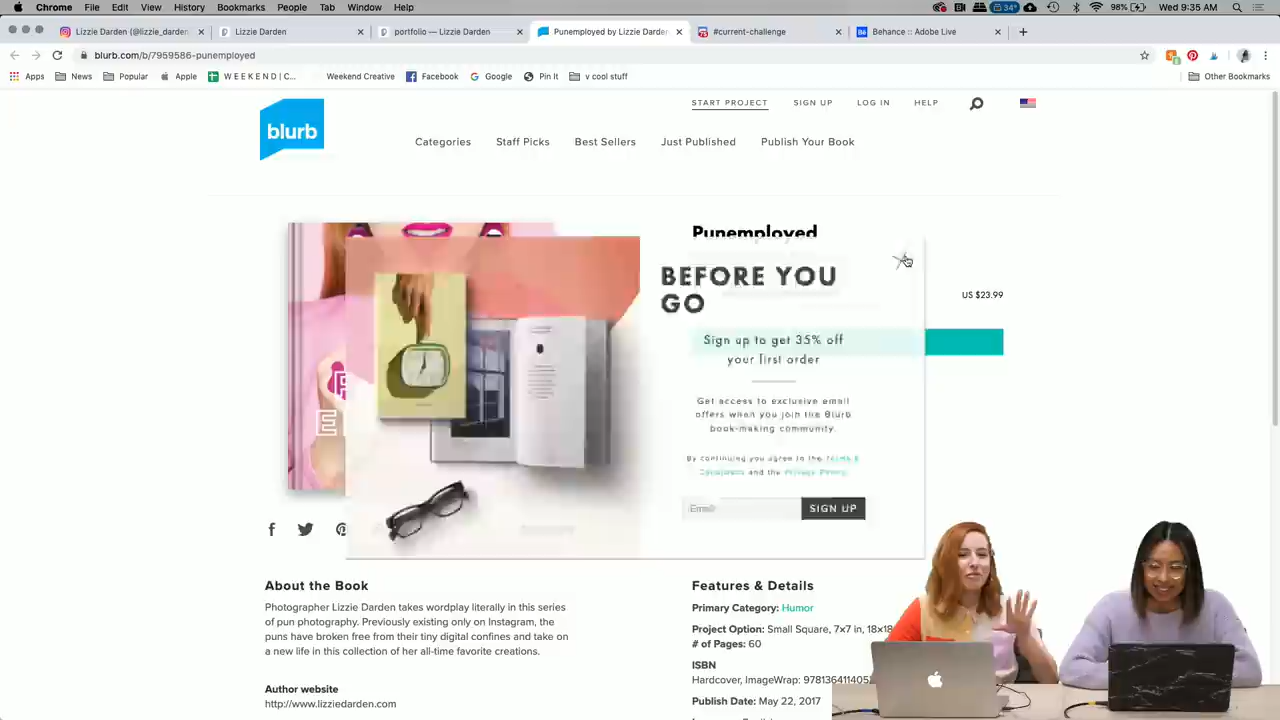 Chrome File Edit View History Bookmarks People Tab Window Help
34° 98% Wed 9:35 AM
Lizzie Darden (@lizzie_darden
Lizzie Darden
portfolio — Lizzie Darden
Punemployed by Lizzie Darden
#current-challenge
Behance :: Adobe Live
blurb.com/b/7959586-punemployed
Apps News Popular Apple W E E K E N D | C... Weekend Creative Facebook Google Pin It v cool stuff Other Bookmarks
START PROJECT SIGN UP LOG IN HELP
blurb
Categories Staff Picks Best Sellers Just Published Publish Your Book
Punemployed
BEFORE YOU
GO
US $23.99
Sign up to get 35% off
your first order
Get access to exclusive email
offers when you join the Blurb
book-making community.
By continuing you agree to the Terms &
Conditions and the Privacy Policy.
Email
SIGN UP
About the Book
Photographer Lizzie Darden takes wordplay literally in this series
of pun photography. Previously existing only on Instagram, the
puns have broken free from their tiny digital confines and take on
a new life in this collection of her all-time favorite creations.
Author website
http://www.lizziedarden.com
Features & Details
Primary Category: Humor
Project Option: Small Square, 7×7 in, 18×18
# of Pages: 60
ISBN
Hardcover, ImageWrap: 978136411405
Publish Date: May 22, 2017